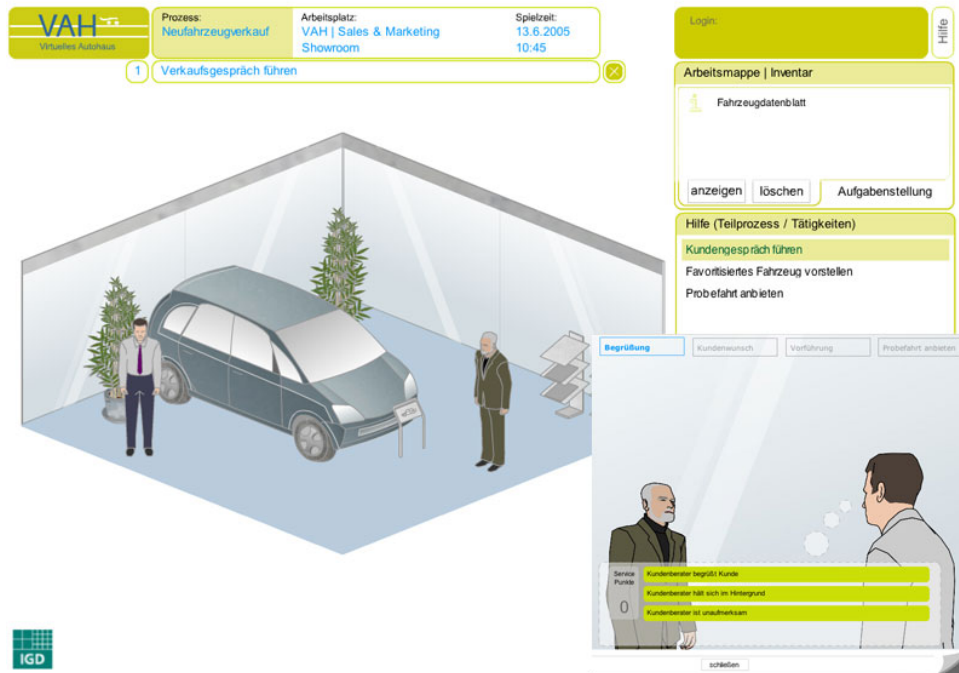 VAH
Virtuelles Autohaus
Prozess:
Neufahrzeugverkauf
Arbeitsplatz:
VAH | Sales & Marketing
Showroom
Spielzeit:
13.6.2005
10:45
Login:
Hilfe
1
Verkaufsgespräch führen
Arbeitsmappe | Inventar
Fahrzeugdatenblatt
anzeigen
löschen
Aufgabenstellung
Hilfe (Teilprozess / Tätigkeiten)
Kundengespräch führen
Favoritisiertes Fahrzeug vorstellen
Probefahrt anbieten
Begrüßung
Kundenwunsch
Vorführung
Probefahrt anbieten
Service
Punkte
0
Kundenberater begrüßt Kunde
Kundenberater hält sich im Hintergrund
Kundenberater ist unaufmerksam
schließen
IGD